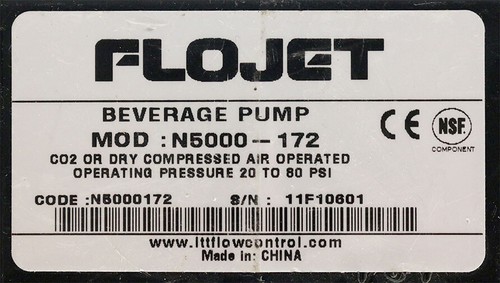 FLOJET
BEVERAGE PUMP
MOD : N5000-172
CE
NSF.
COMPONENT
CO2 OR DRY COMPRESSED AIR OPERATED
OPERATING PRESSURE 20 TO 80 PSI
CODE :N5000172 S/N : 11F10601
www.ittflowcontrol.com
Made in: CHINA